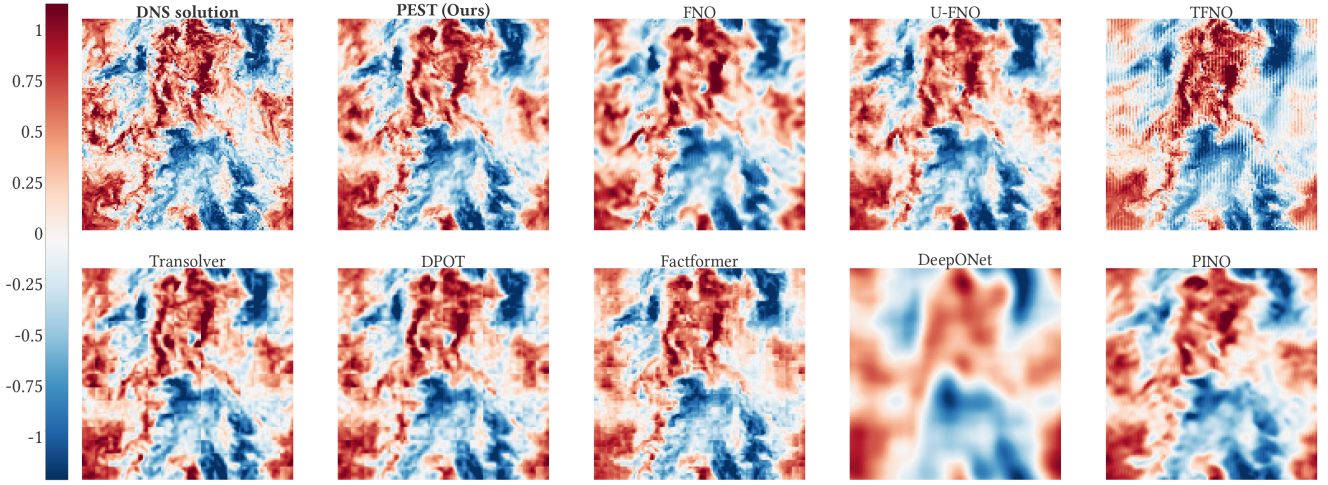 DNS solution
PEST (Ours)
FNO
U-FNO
TFNO
1
0.75
0.5
0.25
0
-0.25
-0.5
-0.75
-1
Transolver
DPOT
Factformer
DeepONet
PINO